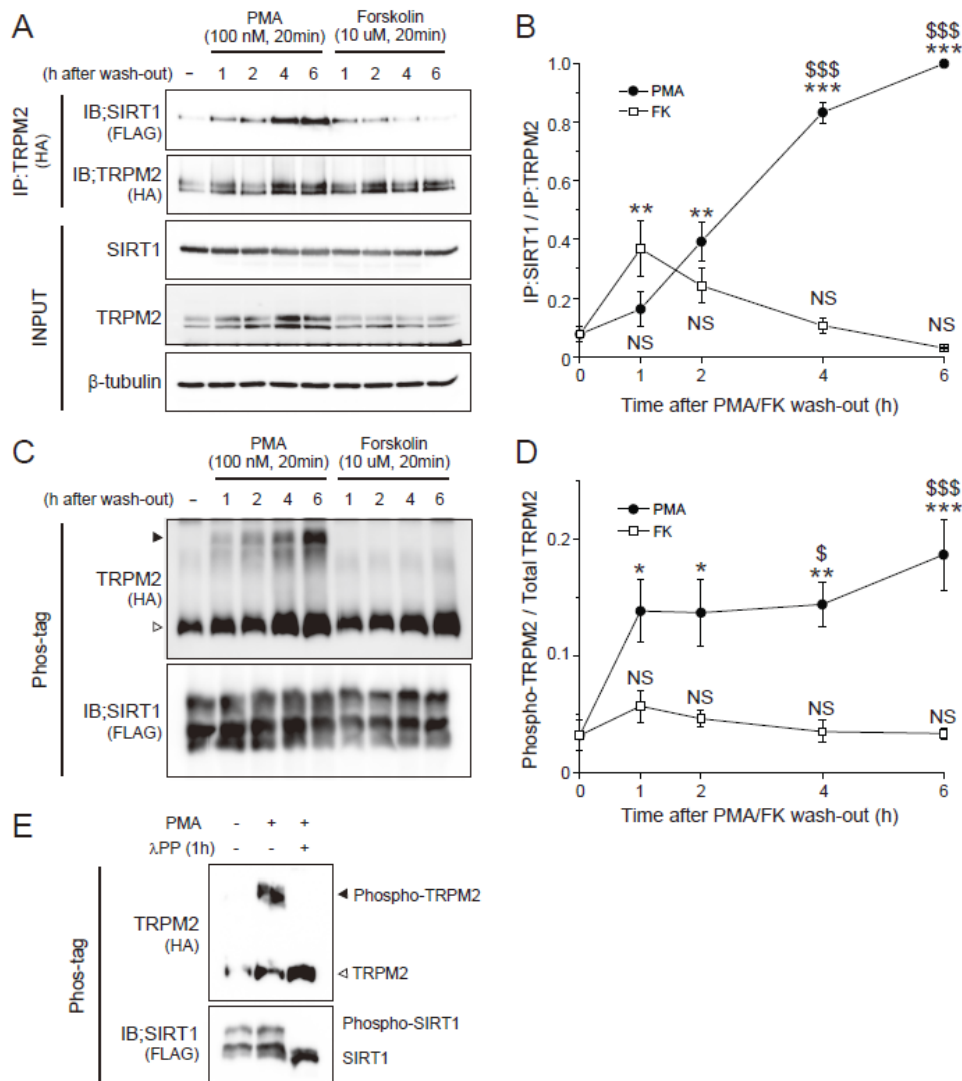 A
PMA
(100 nM, 20min)
Forskolin
(10 uM, 20min)
(h after wash-out)
– 1 2 4 6 1 2 4 6
IP:TRPM2
(HA)
IB;SIRT1
(FLAG)
IB;TRPM2
(HA)
INPUT
SIRT1
TRPM2
β-tubulin
B
IP:SIRT1 / IP:TRPM2
1.0
0.8
0.6
0.4
0.2
0
PMA
FK
**
**
$$$
***
$$$
***
NS
NS
NS
NS
0 1 2 4 6
Time after PMA/FK wash-out (h)
C
PMA
(100 nM, 20min)
Forskolin
(10 uM, 20min)
(h after wash-out)
– 1 2 4 6 1 2 4 6
Phos-tag
TRPM2
(HA)
IB;SIRT1
(FLAG)
D
Phospho-TRPM2 / Total TRPM2
0.2
0.1
0
PMA
FK
*
*
$
**
$$$
***
NS
NS
NS
NS
0 1 2 4 6
Time after PMA/FK wash-out (h)
E
PMA - + +
λPP (1h) - - +
Phos-tag
TRPM2
(HA)
Phospho-TRPM2
TRPM2
IB;SIRT1
(FLAG)
Phospho-SIRT1
SIRT1